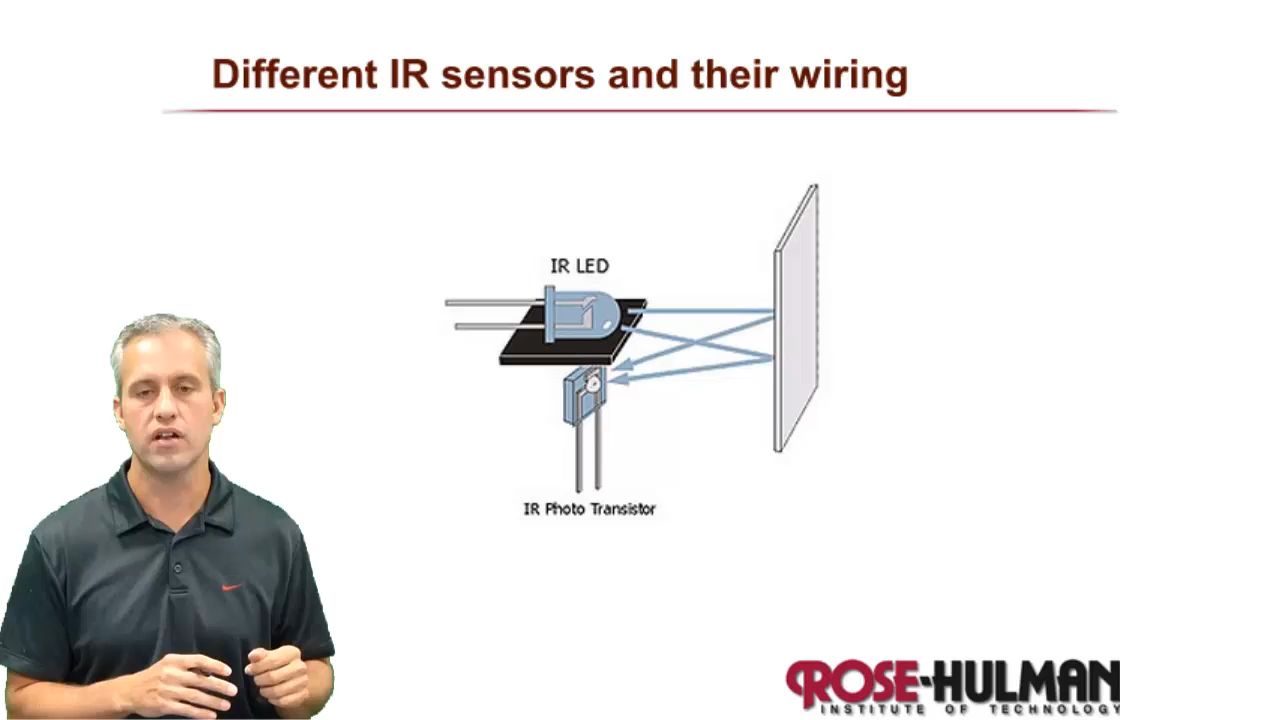 Different IR sensors and their wiring
IR LED
IR Photo Transistor
ROSE-HULMAN
INSTITUTE OF TECHNOLOGY